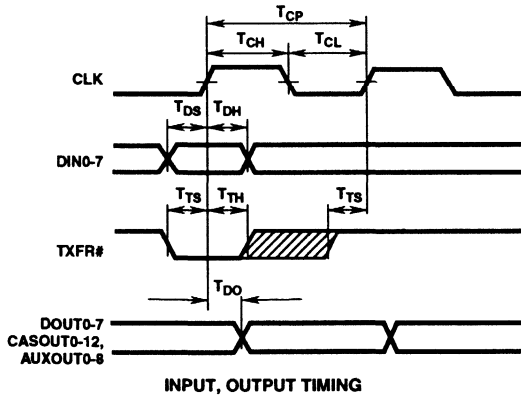 TCP
TCH TCL
CLK
TDS TDH
DIN0-7
TTS TTH TTS
TXFR#
TDO
DOUT0-7
CASOUT0-12,
AUXOUT0-8
INPUT, OUTPUT TIMING